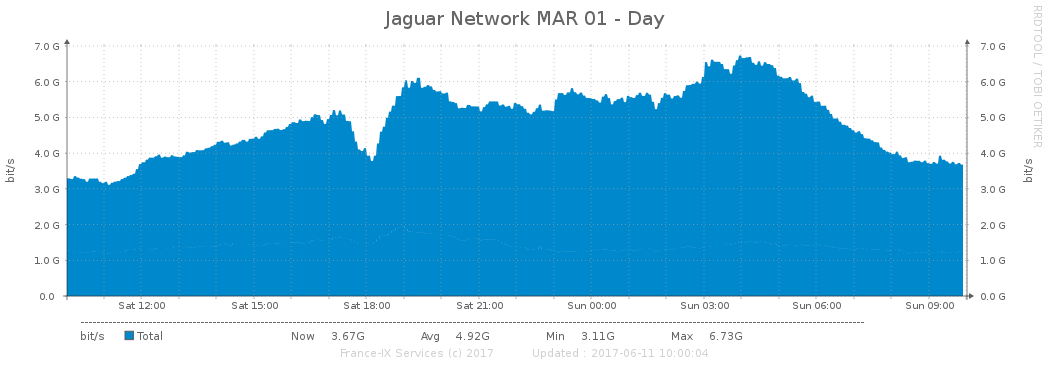 Jaguar Network MAR 01 - Day
RRDTOOL / TOBI OETIKER
bit/s
7.0 G 7.0 G
6.0 G 6.0 G
5.0 G 5.0 G
4.0 G 4.0 G
3.0 G 3.0 G
2.0 G 2.0 G
1.0 G 1.0 G
0.0 0.0 G
bit/s
Sat 12:00 Sat 15:00 Sat 18:00 Sat 21:00 Sun 00:00 Sun 03:00 Sun 06:00 Sun 09:00
bit/s Total Now 3.67G Avg 4.92G Min 3.11G Max 6.73G
France-IX Services (c) 2017 Updated : 2017-06-11 10:00:04